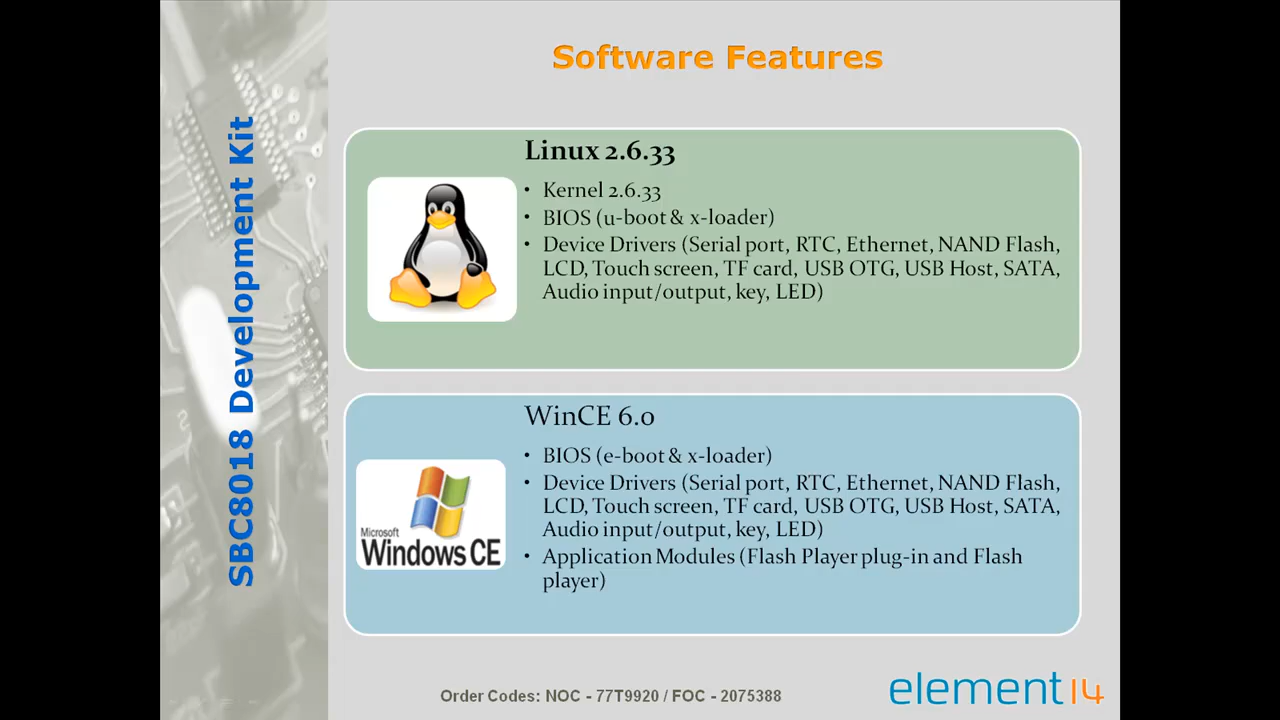 Software Features
SBC8018 Development Kit
Linux 2.6.33
• Kernel 2.6.33
• BIOS (u-boot & x-loader)
• Device Drivers (Serial port, RTC, Ethernet, NAND Flash,
LCD, Touch screen, TF card, USB OTG, USB Host, SATA,
Audio input/output, key, LED)
WinCE 6.0
• BIOS (e-boot & x-loader)
• Device Drivers (Serial port, RTC, Ethernet, NAND Flash,
LCD, Touch screen, TF card, USB OTG, USB Host, SATA,
Audio input/output, key, LED)
• Application Modules (Flash Player plug-in and Flash
player)
Microsoft
Windows CE
Order Codes: NOC - 77T9920 / FOC - 2075388
element14